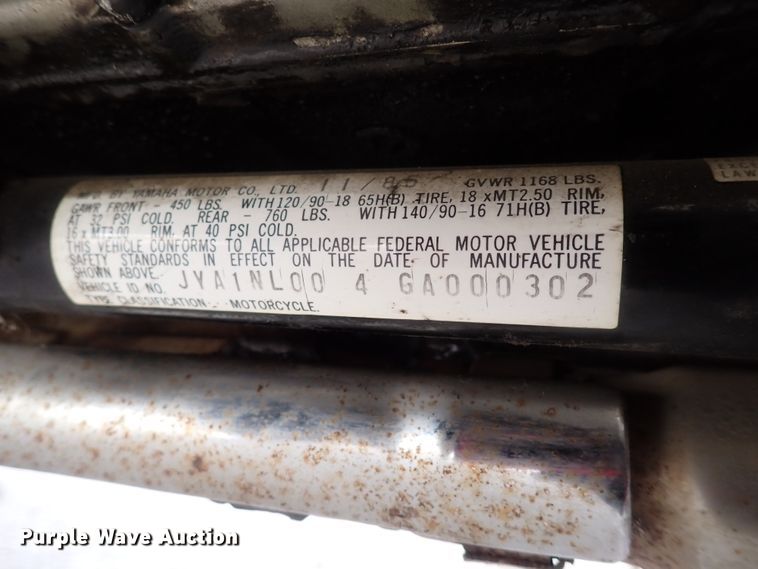 MFG. BY YAMAHA MOTOR CO., LTD. 11/85 GVWR 1168 LBS.
GAWR FRONT - 450 LBS. WITH 120/90-18 65H(B) TIRE, 18 xMT2.50 RIM,
AT 32 PSI COLD. REAR - 760 LBS. WITH 140/90-16 71H(B) TIRE,
16 x MT3.00 RIM, AT 40 PSI COLD.
THIS VEHICLE CONFORMS TO ALL APPLICABLE FEDERAL MOTOR VEHICLE
SAFETY STANDARDS IN EFFECT ON THE DATE OF MANUFACTURE
SHOWN ABOVE.
VEHICLE ID NO. JYA1NL00 4 GA000302
TYPE CLASSIFICATION:- MOTORCYCLE.
LAW
Purple Wave Auction